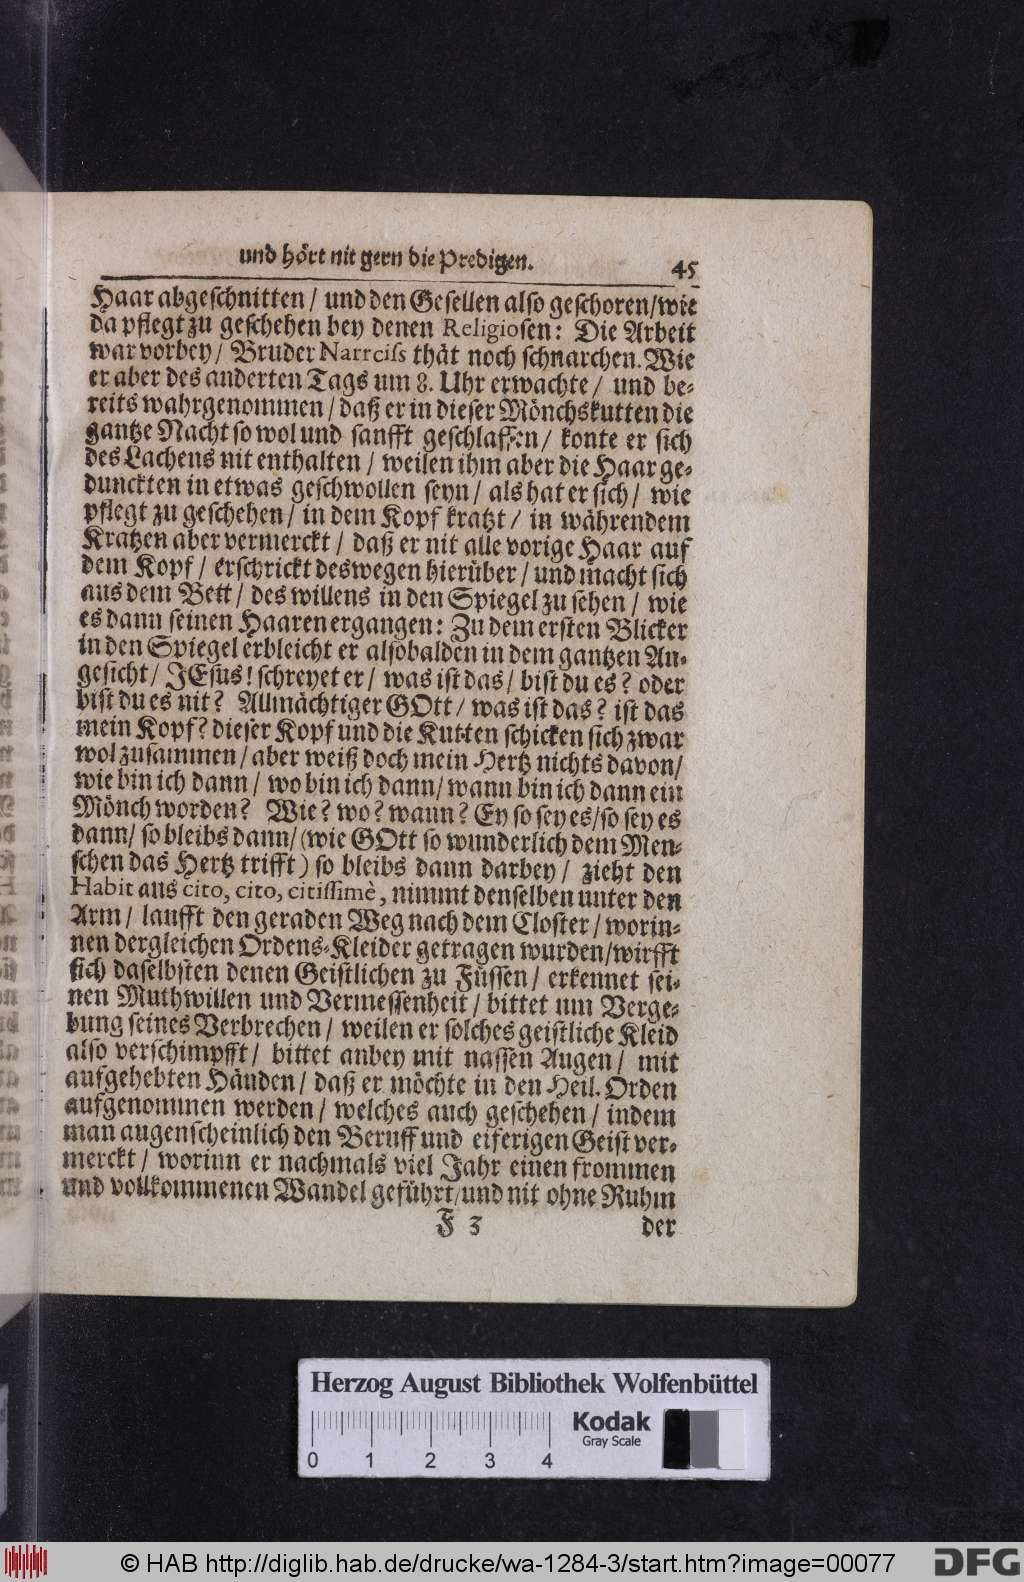 und hört nit gern die Predigen. 45
Haar abgeschnitten / und den Gesellen also geschoren / wie
da pflegt zu geschehen bey denen Religiosen: Die Arbeit
war vorbey / Bruder Narrciss thät noch schnarchen. Wie
er aber des anderten Tags um 8. Uhr erwachte / und be-
reits wahrgenommen / daß er in dieser Mönchskutten die
gantze Nacht so wol und sanfft geschlaffen / konte er sich
des Lachens nit enthalten / weilen ihm aber die Haar ge-
dunckten in etwas geschwollen seyn / als hat er sich / wie
pflegt zu geschehen / in dem Kopf kratzt / in währendem
Kratzen aber vermerckt / daß er nit alle vorige Haar auf
dem Kopf / erschrickt deswegen hierüber / und macht sich
aus dem Bett / des willens in den Spiegel zu sehen / wie
es dann seinen Haaren ergangen: Zu dem ersten Blicker
in den Spiegel erbleicht er alsobalden in dem gantzen An-
gesicht / JEsus! schreyet er / was ist das / bist du es? oder
bist du es nit? Allmächtiger GOtt / was ist das? ist das
mein Kopf? dieser Kopf und die Kutten schicken sich zwar
wol zusammen / aber weiß doch mein Hertz nichts davon /
wie bin ich dann / wo bin ich dann / wann bin ich dann ein
Mönch worden? Wie? wo? wann? Ey so sey es / so sey es
dann / so bleibs dann / (wie GOtt so wunderlich dem Men-
schen das Hertz trifft) so bleibs dann darbey / zieht den
Habit aus cito, cito, citissimè, nimmt denselben unter den
Arm / laufft den geraden Weg nach dem Closter / worin-
nen dergleichen Ordens-Kleider getragen wurden / wirfft
sich daselbsten denen Geistlichen zu Füssen / erkennet sei-
nen Muthwillen und Vermessenheit / bittet um Verge-
bung seines Verbrechen / weilen er solches geistliche Kleid
also verschimpfft / bittet anbey mit nassen Augen / mit
aufgehebten Händen / daß er möchte in den Heil. Orden
aufgenommen werden / welches auch geschehen / indem
man augenscheinlich den Beruff und eiferigen Geist ver-
merckt / worinn er nachmals viel Jahr einen frommen
und vollkommenen Wandel geführt / und nit ohne Ruhm
F 3 der
Herzog August Bibliothek Wolfenbüttel
Kodak
Gray Scale
0 1 2 3 4
© HAB http://diglib.hab.de/drucke/wa-1284-3/start.htm?image=00077
DFG